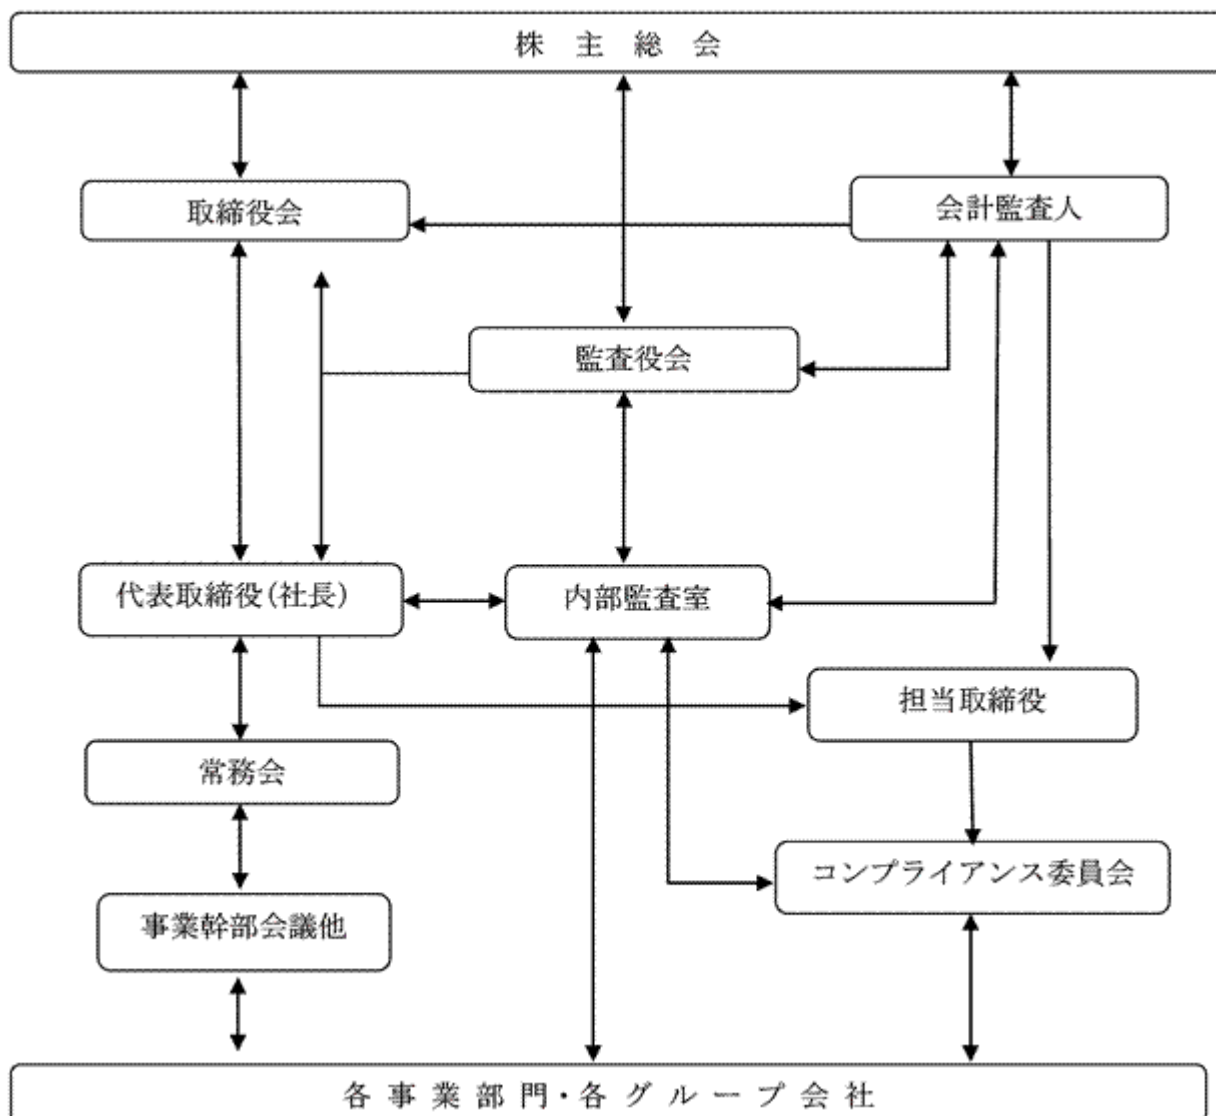 株主総会
取締役会
会計監査人
監査役会
代表取締役(社長)
内部監査室
担当取締役
常務会
コンプライアンス委員会
事業幹部会議他
各事業部門・各グループ会社